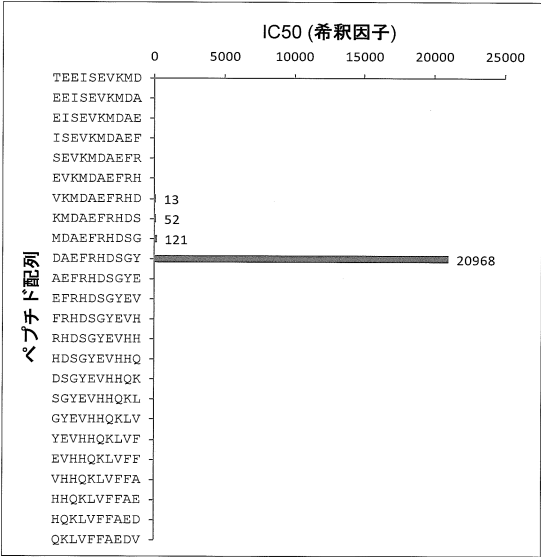 IC50 (希釈因子)
0 5000 10000 15000 20000 25000
ペプチド配列
TEEISEVKMD
EEISEVKMDA
EISEVKMDAE
ISEVKMDAEF
SEVKMDAEFR
EVKMDAEFRH
VKMDAEFRHD 13
KMDAEFRHDS 52
MDAEFRHDSG 121
DAEFRHDSGY 20968
AEFRHDSGYE
EFRHDSGYEV
FRHDSGYEVH
RHDSGYEVHH
HDSGYEVHHQ
DSGYEVHHQK
SGYEVHHQKL
GYEVHHQKLV
YEVHHQKLVF
EVHHQKLVFF
VHHQKLVFFA
HHQKLVFFAE
HQKLVFFAED
QKLVFFAEDV